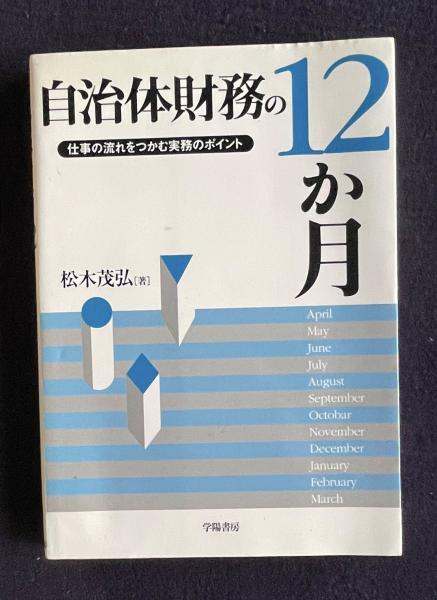 自治体財務の12か月
仕事の流れをつかむ実務のポイント
松木茂弘[著]
April
May
June
July
August
September
Octobar
November
December
January
February
March
学陽書房